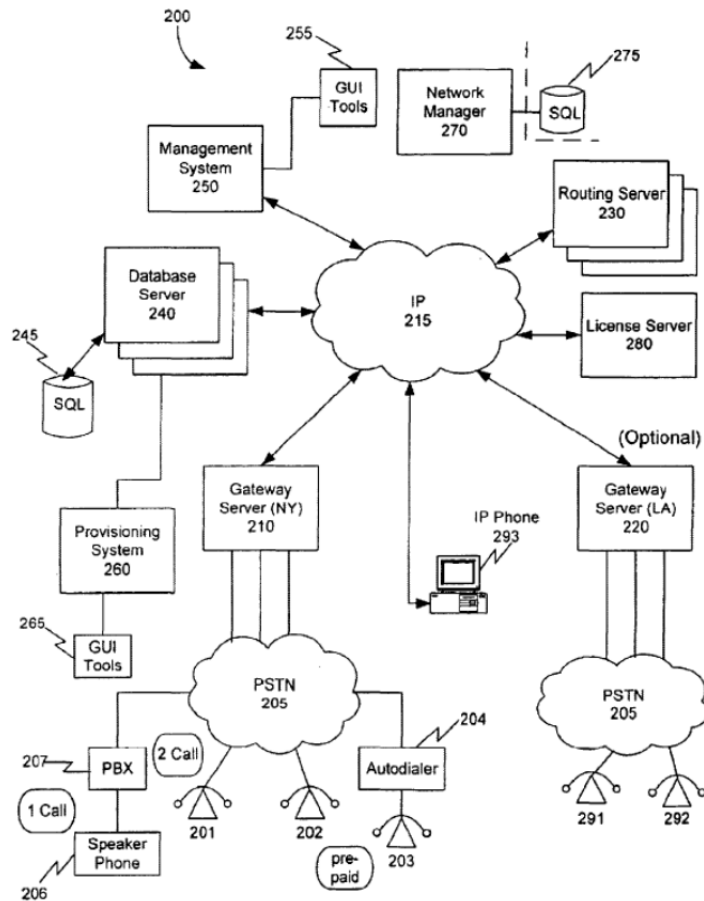 200
255
GUI
Tools
Network
Manager
270
275
SQL
Management
System
250
Routing Server
230
Database
Server
240
IP
215
License Server
280
245
SQL
(Optional)
Gateway
Server (NY)
210
Gateway
Server (LA)
220
IP Phone
293
Provisioning
System
260
265
GUI
Tools
PSTN
205
PSTN
205
204
207
PBX
2 Call
Autodialer
1 Call
201
202
203
291
292
Speaker
Phone
206
pre-
paid